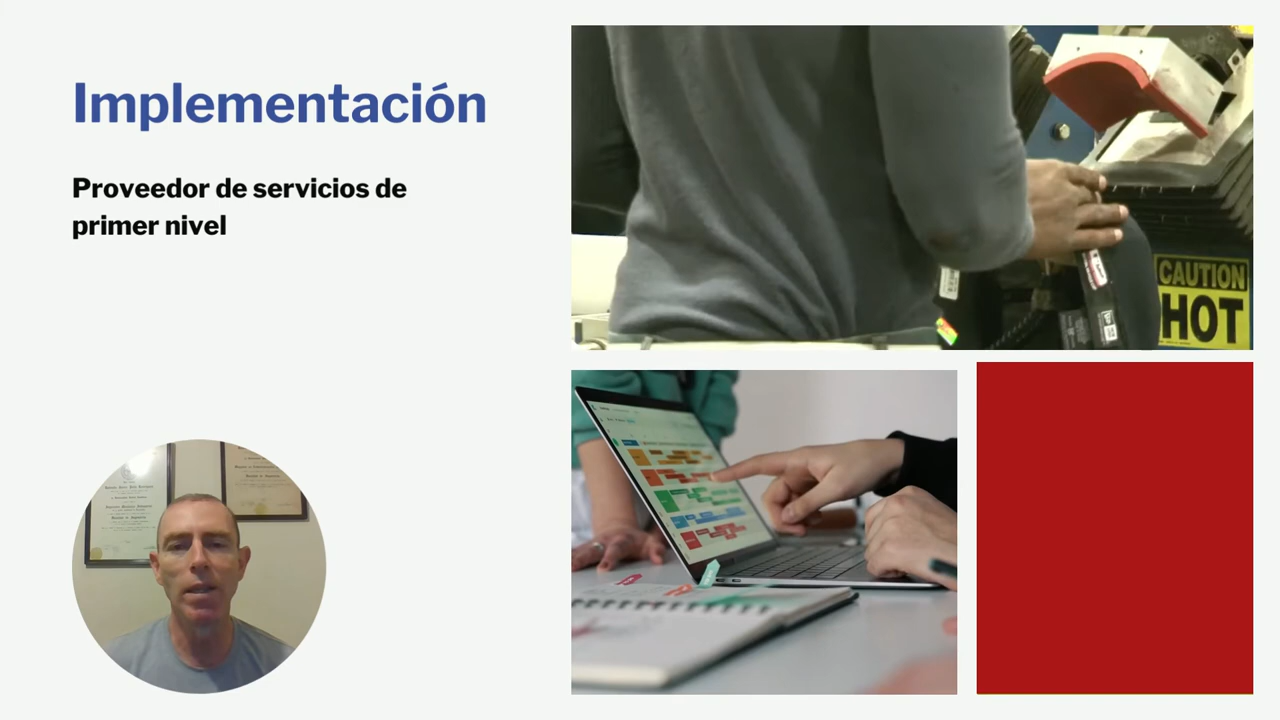 Implementación
Proveedor de servicios de
primer nivel
CAUTION
HOT